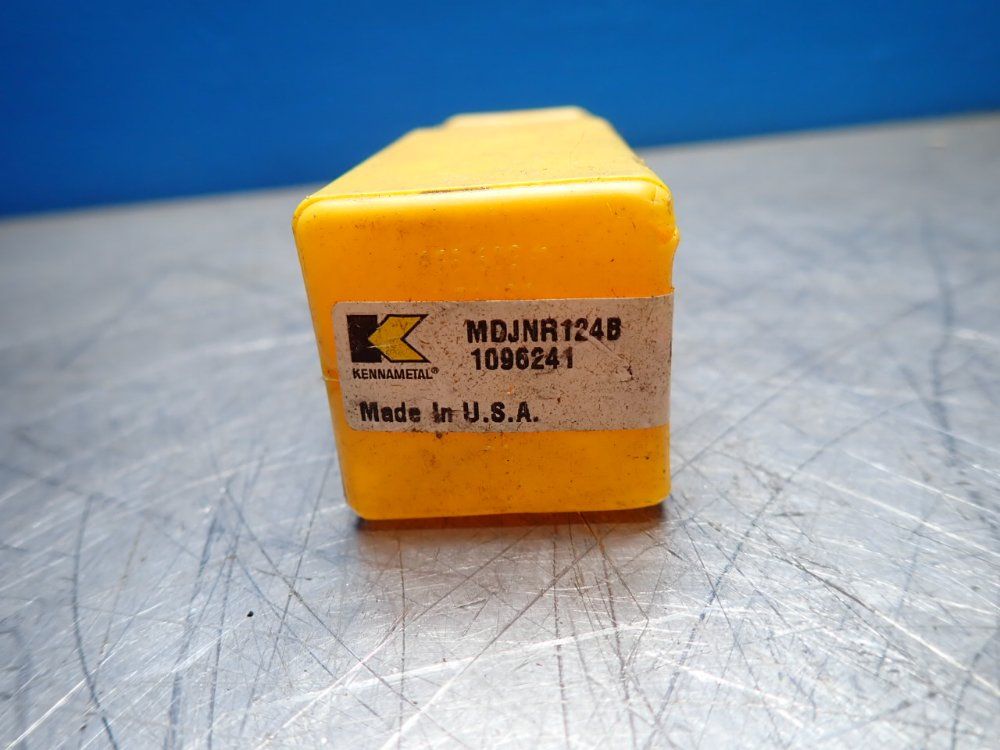 MDJNR124B
1096241
KENNAMETAL®
Made In U.S.A.